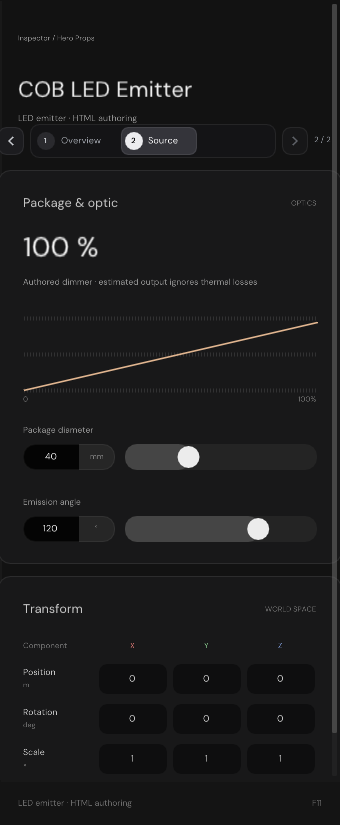 Inspector / Hero Props
COB LED Emitter
LED emitter · HTML authoring
1 Overview 2 Source 2 / 2
Package & optic OPTICS
100 %
Authored dimmer · estimated output ignores thermal losses
0 100%
Package diameter
40 mm
Emission angle
120 °
Transform WORLD SPACE
Component X Y Z
Position 0 0 0
m
Rotation 0 0 0
deg
Scale 1 1 1
LED emitter · HTML authoring F11